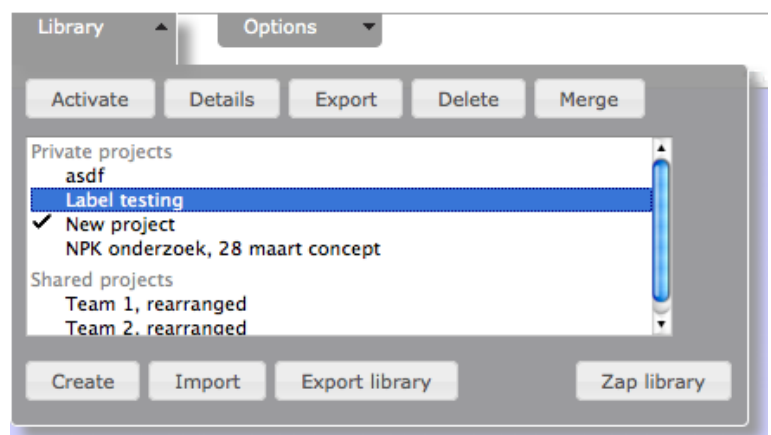 Library Options
Activate Details Export Delete Merge
Private projects
asdf
Label testing
New project
NPK onderzoek, 28 maart concept
Shared projects
Team 1, rearranged
Team 2, rearranged
Create Import Export library Zap library